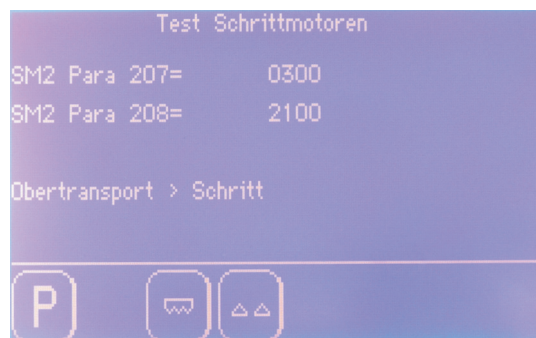 Test Schrittmotoren
SM2 Para 207= 0300
SM2 Para 208= 2100
Obertransport > Schritt
P